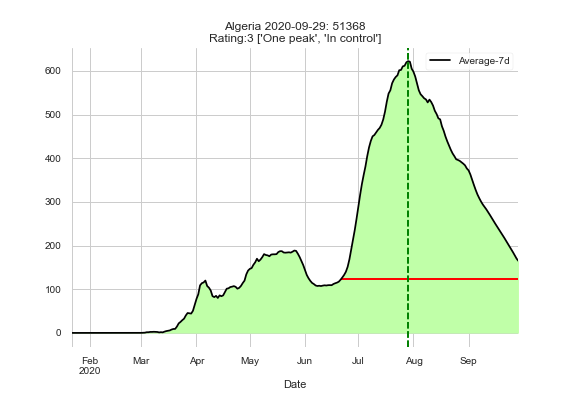 Algeria 2020-09-29: 51368
Rating:3 ['One peak', 'In control']
Average-7d
600
500
400
300
200
100
0
Feb Mar Apr May Jun Jul Aug Sep
2020
Date